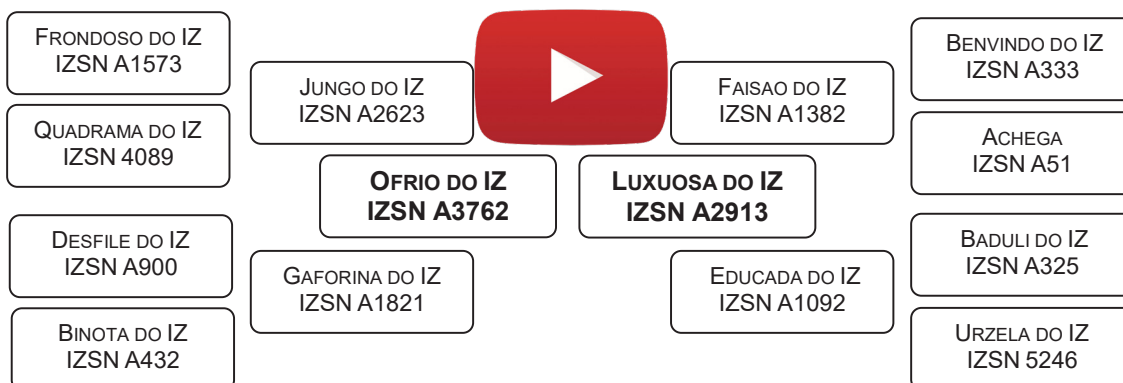 FRONDOSO DO IZ
IZSN A1573
QUADRAMA DO IZ
IZSN 4089
DESFILE DO IZ
IZSN A900
BINOTA DO IZ
IZSN A432
JUNGO DO IZ
IZSN A2623
GAFORINA DO IZ
IZSN A1821
OFRIO DO IZ
IZSN A3762
LUXUOSA DO IZ
IZSN A2913
FAISAO DO IZ
IZSN A1382
EDUCADA DO IZ
IZSN A1092
BENVINDO DO IZ
IZSN A333
ACHEGA
IZSN A51
BADULI DO IZ
IZSN A325
URZELA DO IZ
IZSN 5246